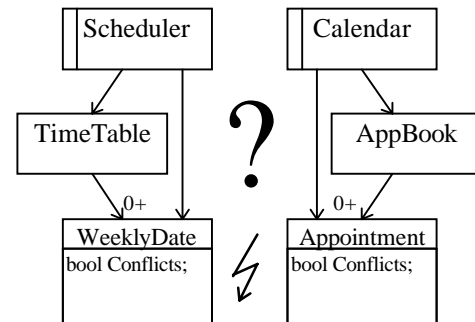 Scheduler
Calendar
?
TimeTable
AppBook
0+
0+
WeeklyDate
Appointment
bool Conflicts;
bool Conflicts;